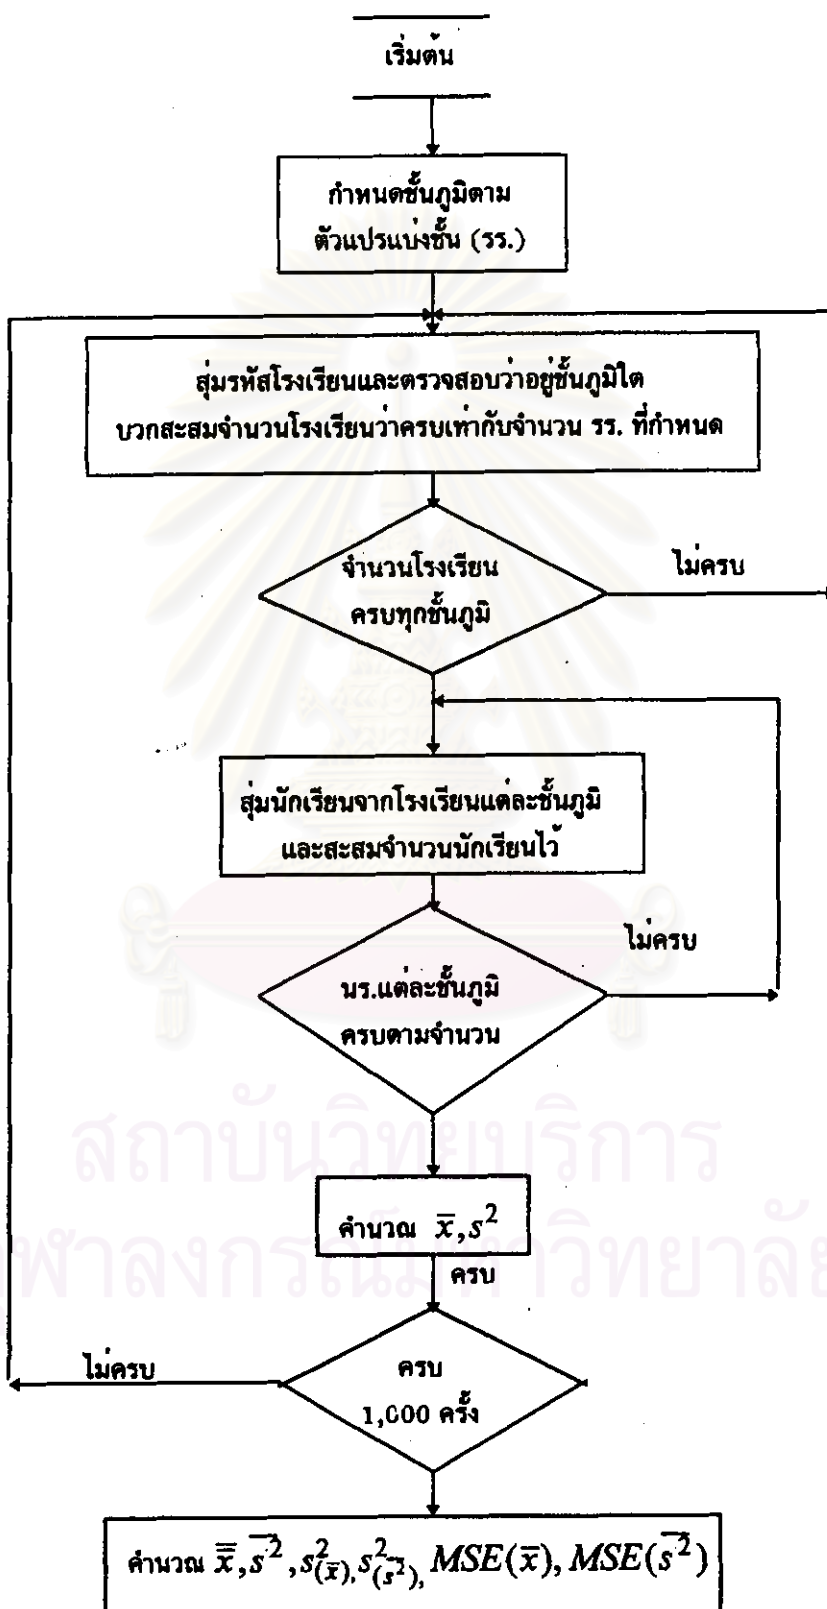 เริ่มต้น
กำหนดชั้นภูมิตาม
ตัวแปรแบ่งชั้น (รร.)
สุ่มรหัสโรงเรียนและตรวจสอบว่าอยู่ชั้นภูมิใด
บวกสะสมจำนวนโรงเรียนว่าครบเท่ากับจำนวน รร. ที่กำหนด
จำนวนโรงเรียน
ครบทุกชั้นภูมิ
ไม่ครบ
สุ่มนักเรียนจากโรงเรียนแต่ละชั้นภูมิ
และสะสมจำนวนนักเรียนไว้
ไม่ครบ
นร.แต่ละชั้นภูมิ
ครบตามจำนวน
สถาบันวิทยบริการ
คำนวณ x̅, s²
ฬาลงกรณ์มหาวิทยาลัย
ครบ
ไม่ครบ
ครบ
1,000 ครั้ง
คำนวณ x̿, s̅², s²₍x̅₎, s²₍s̅²₎, MSE(x̅), MSE(s̅²)